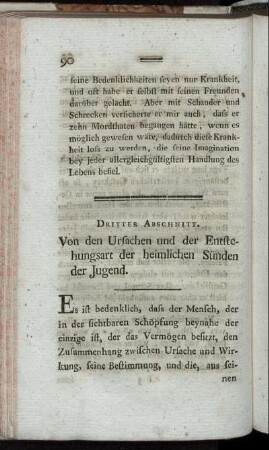 90
seine Bedenklichkeiten seyen nur Krankheit,
und oft habe er selbst mit seinen Freunden
darüber gelacht. Aber mit Schauder und
Schrecken versicherte er mir auch, dass er
zehn Mordthaten begangen hätte, wenn es
möglich gewesen wäre, dadurch diese Krank-
heit los zu werden, die seine Imagination
bey jeder allergleichgültigsten Handlung des
Lebens befiel.
DRITTER ABSCHNITT.
Von den Ursachen und der Entste-
hungsart der heimlichen Sünden
der Jugend.
Es ist bedenklich, dass der Mensch, der
in der sichtbaren Schöpfung beynahe der
einzige ist, der das Vermögen besitzt, den
Zusammenhang zwischen Ursache und Wir-
kung, seine Bestimmung, und die, aus sei-
nen